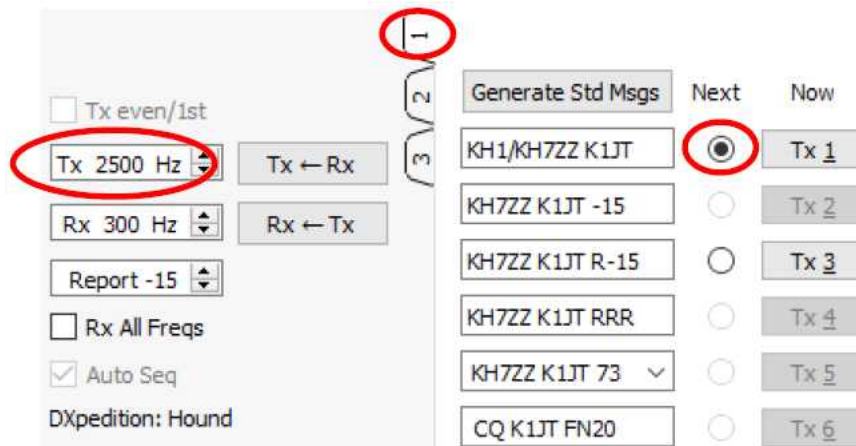 1
2
3
Tx even/1st
Tx 2500 Hz
Tx ← Rx
Rx 300 Hz
Rx ← Tx
Report -15
Rx All Freqs
Auto Seq
DXpedition: Hound
Generate Std Msgs Next Now
KH1/KH7ZZ K1JT Tx 1
KH7ZZ K1JT -15 Tx 2
KH7ZZ K1JT R-15 Tx 3
KH7ZZ K1JT RRR Tx 4
KH7ZZ K1JT 73 Tx 5
CQ K1JT FN20 Tx 6